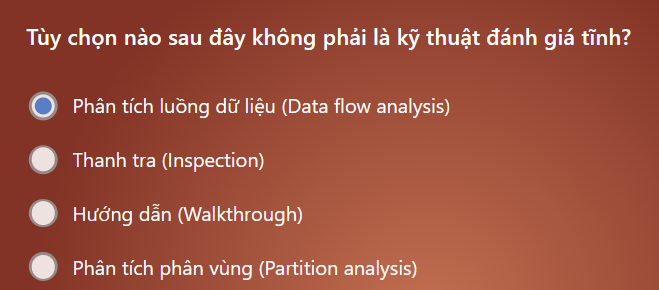 Tùy chọn nào sau đây không phải là kỹ thuật đánh giá tĩnh?
Phân tích luồng dữ liệu (Data flow analysis)
Thanh tra (Inspection)
Hướng dẫn (Walkthrough)
Phân tích phân vùng (Partition analysis)